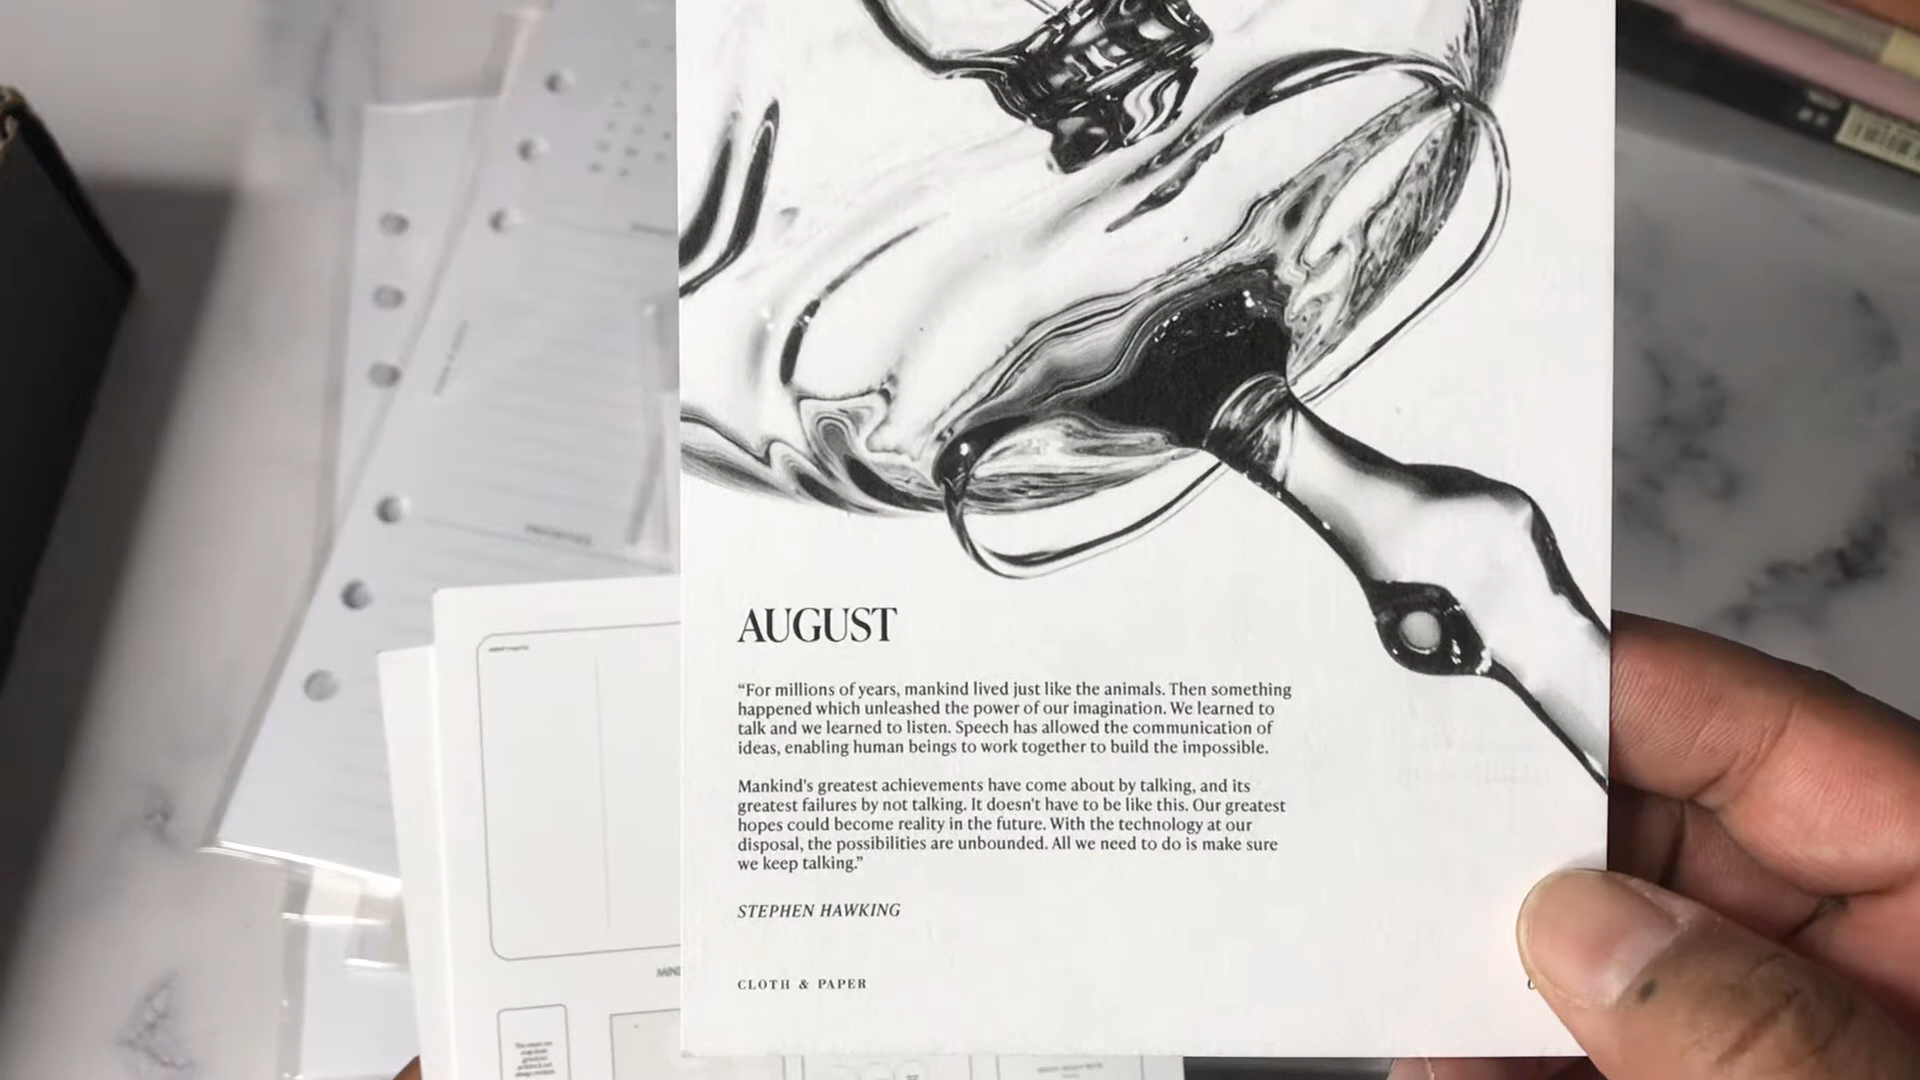 AUGUST
“For millions of years, mankind lived just like the animals. Then something
happened which unleashed the power of our imagination. We learned to
talk and we learned to listen. Speech has allowed the communication of
ideas, enabling human beings to work together to build the impossible.
Mankind's greatest achievements have come about by talking, and its
greatest failures by not talking. It doesn't have to be like this. Our greatest
hopes could become reality in the future. With the technology at our
disposal, the possibilities are unbounded. All we need to do is make sure
we keep talking.”
STEPHEN HAWKING
CLOTH & PAPER